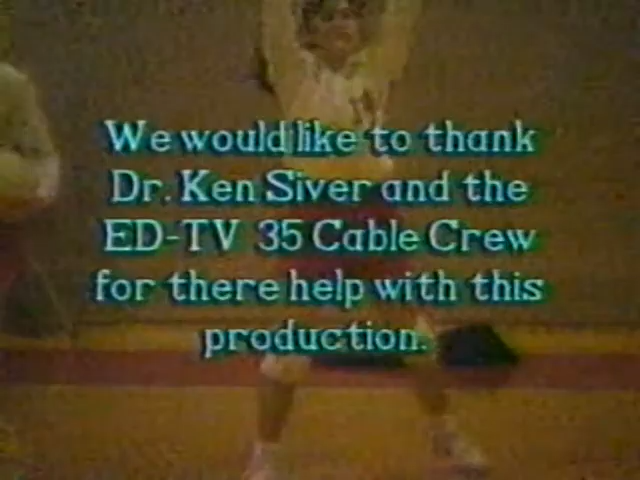 We would like to thank
Dr. Ken Siver and the
ED-TV 35 Cable Crew
for there help with this
production.